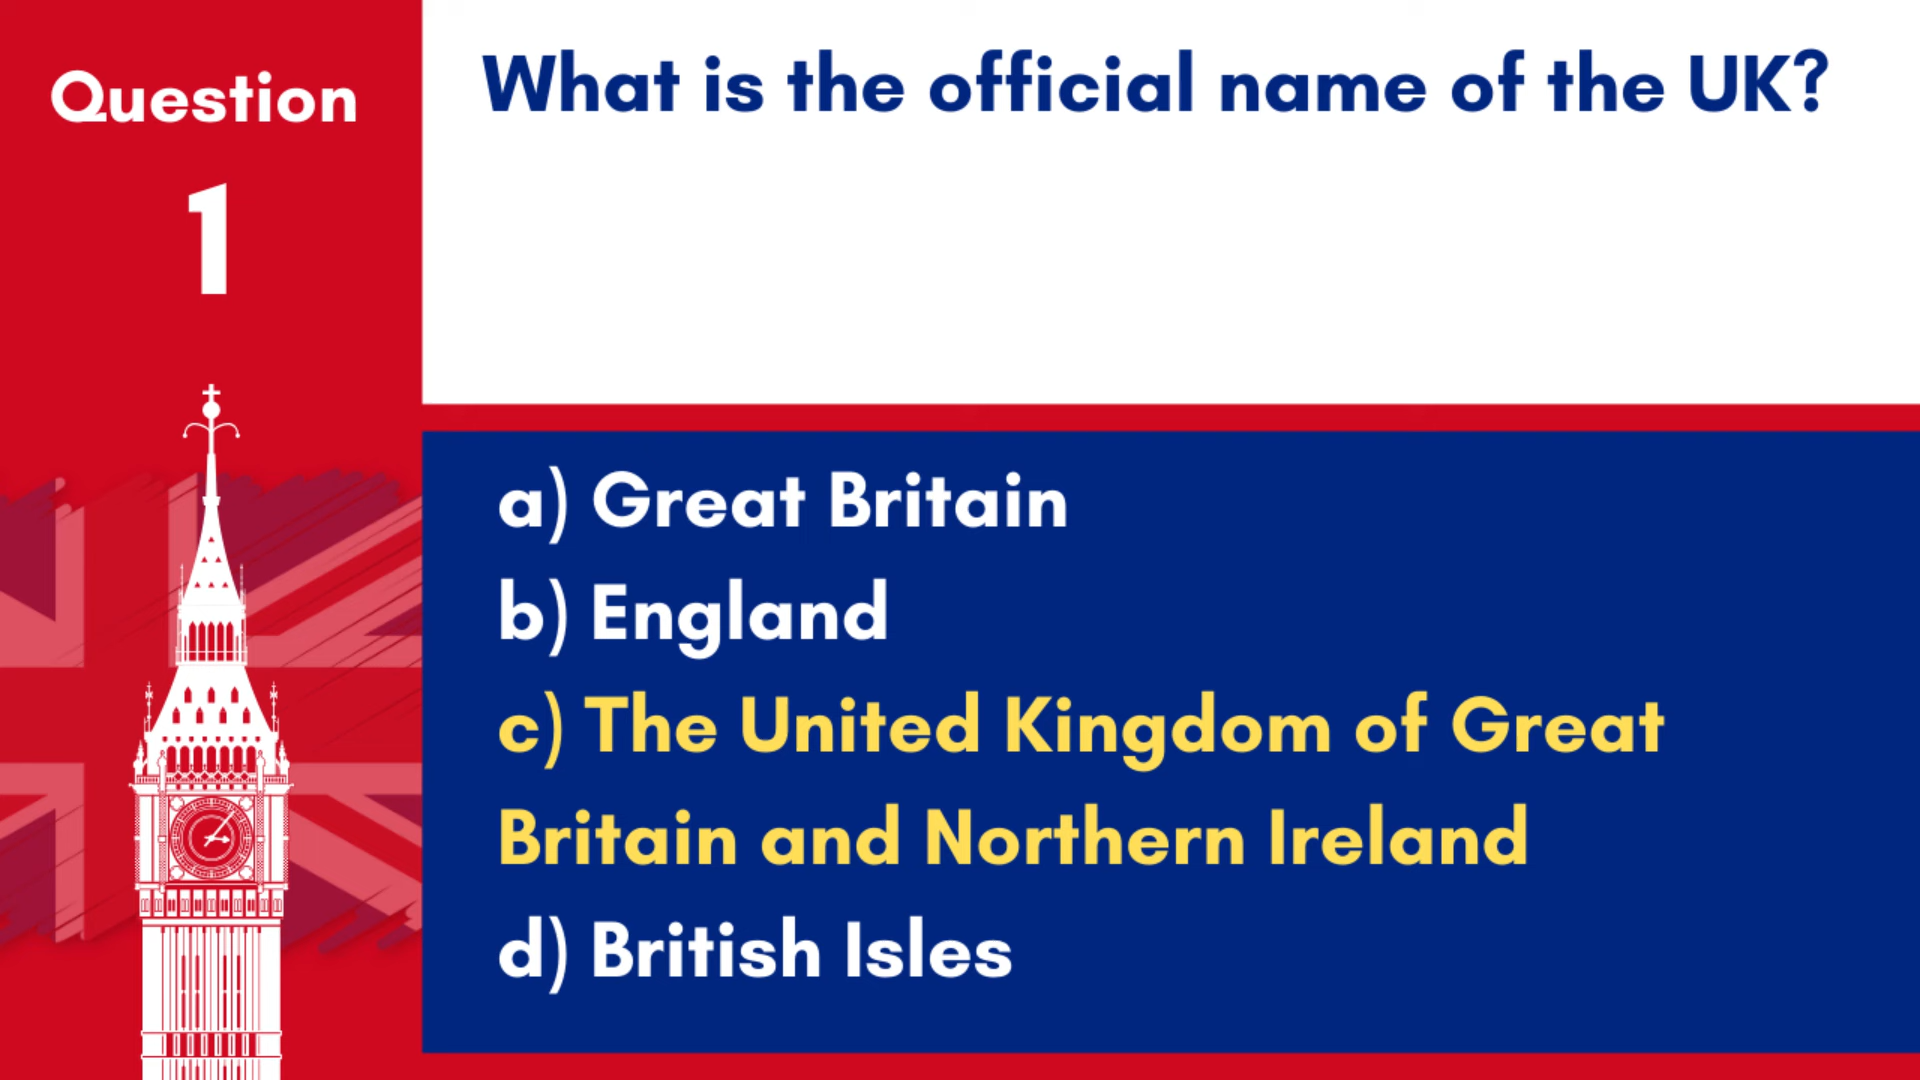 Question
1
What is the official name of the UK?
a) Great Britain
b) England
c) The United Kingdom of Great
Britain and Northern Ireland
d) British Isles